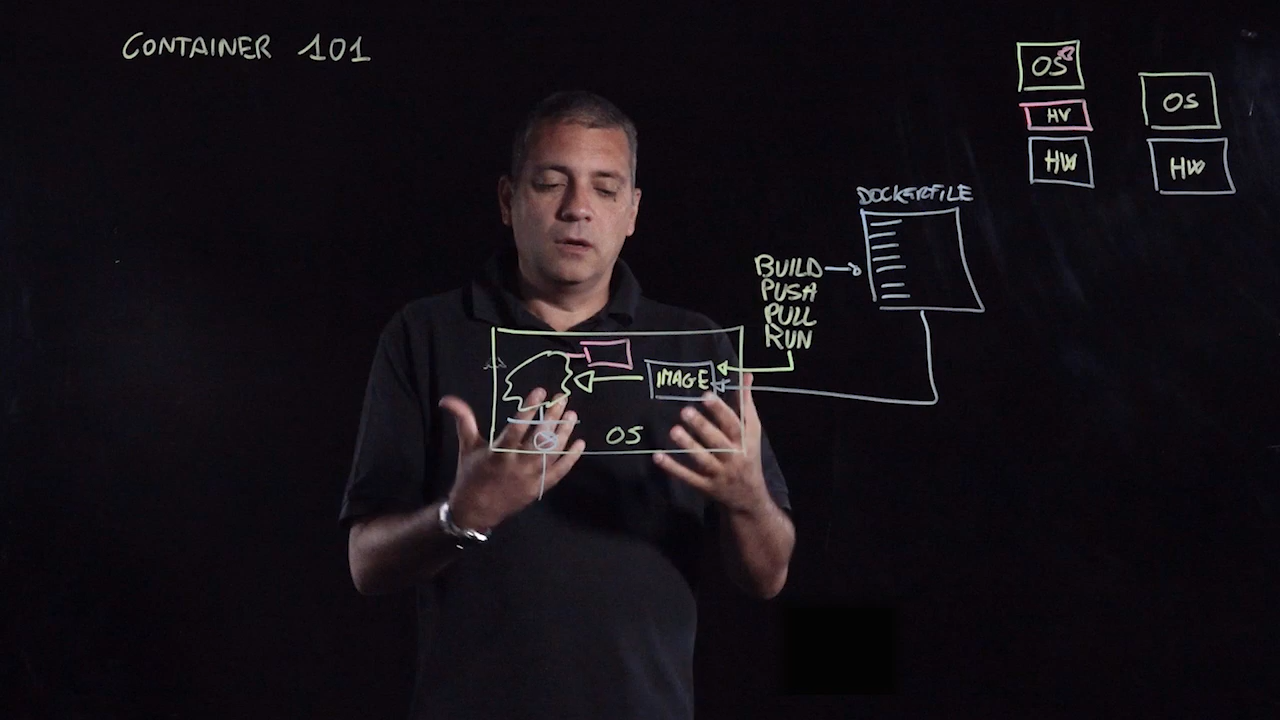 CONTAINER 101
OS
HV
HW
OS
HW
DOCKERFILE
BUILD
PUSH
PULL
RUN
IMAGE
OS